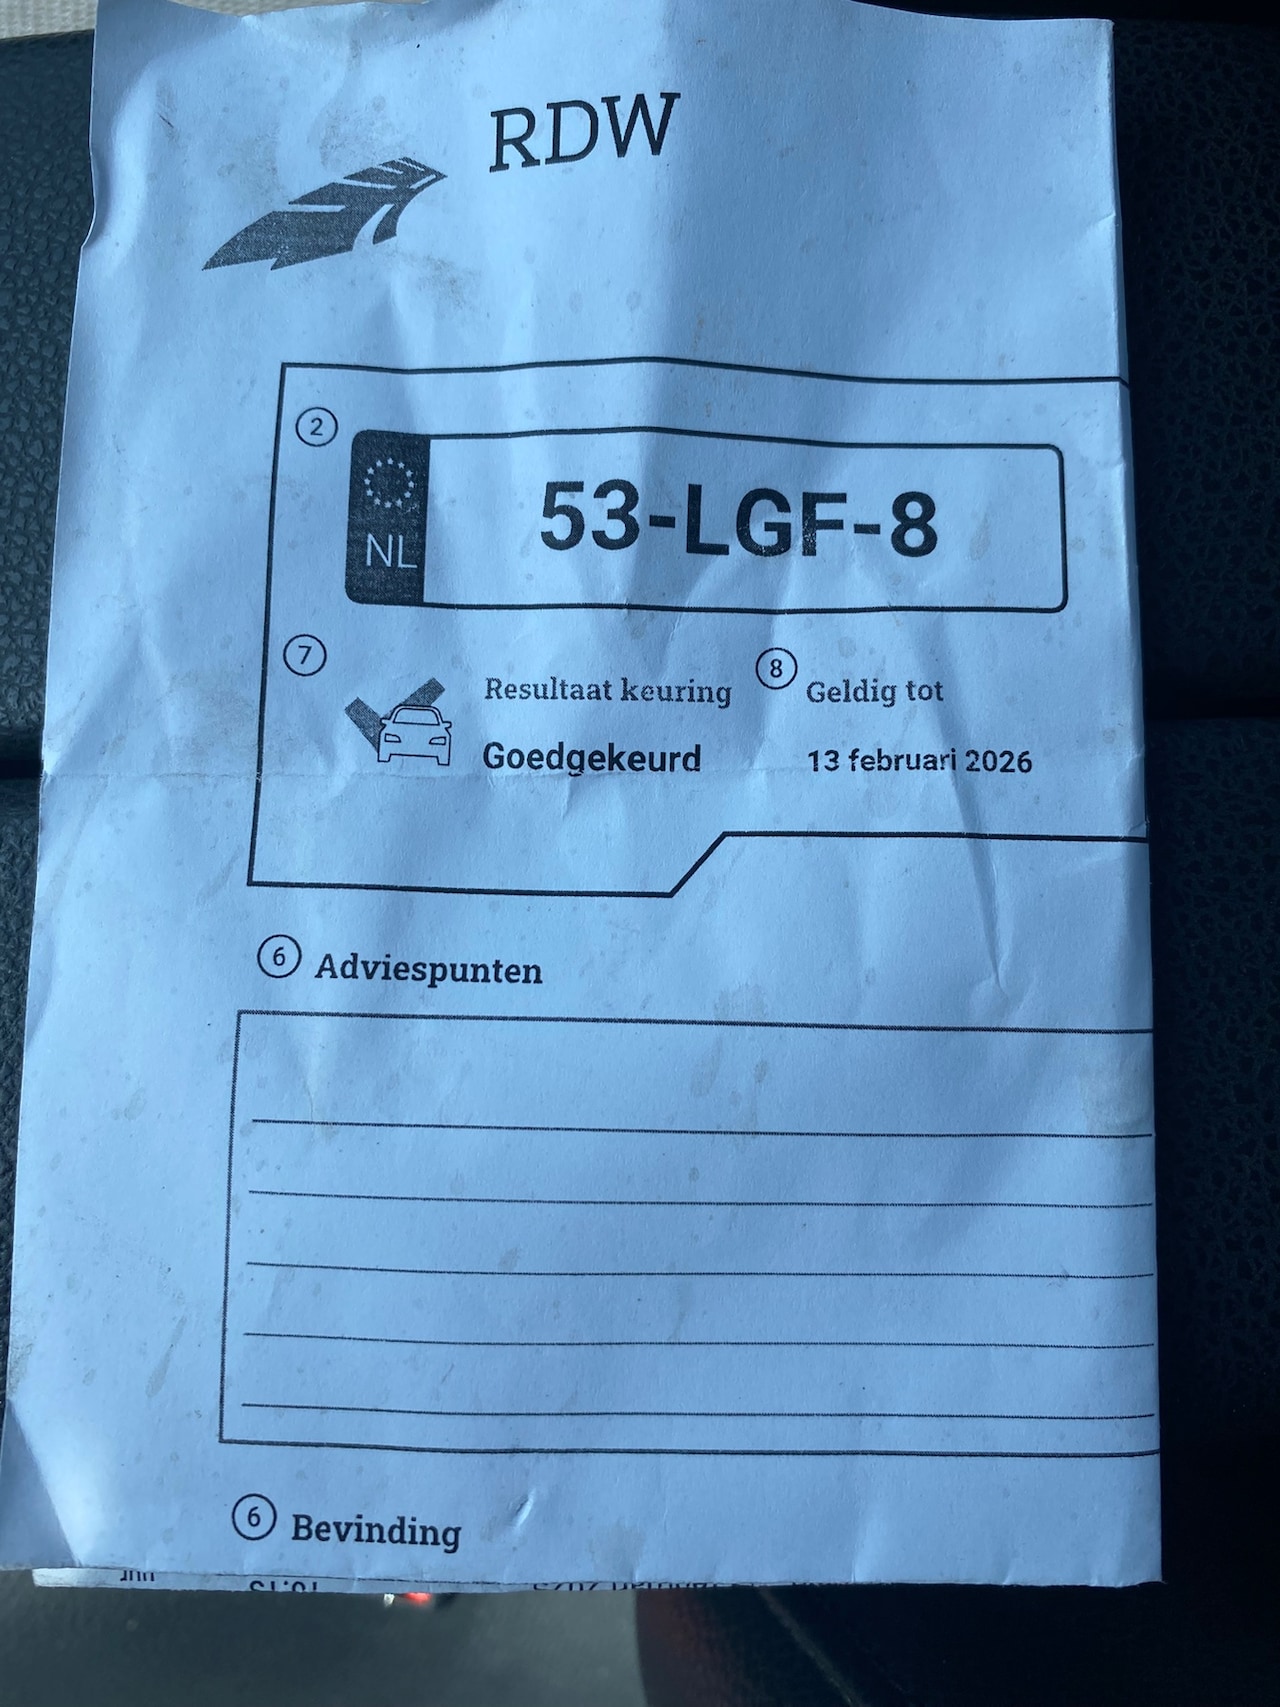 RDW
2
NL
53-LGF-8
7
Resultaat keuring
8
Geldig tot
Goedgekeurd
13 februari 2026
6 Adviespunten
6 Bevinding